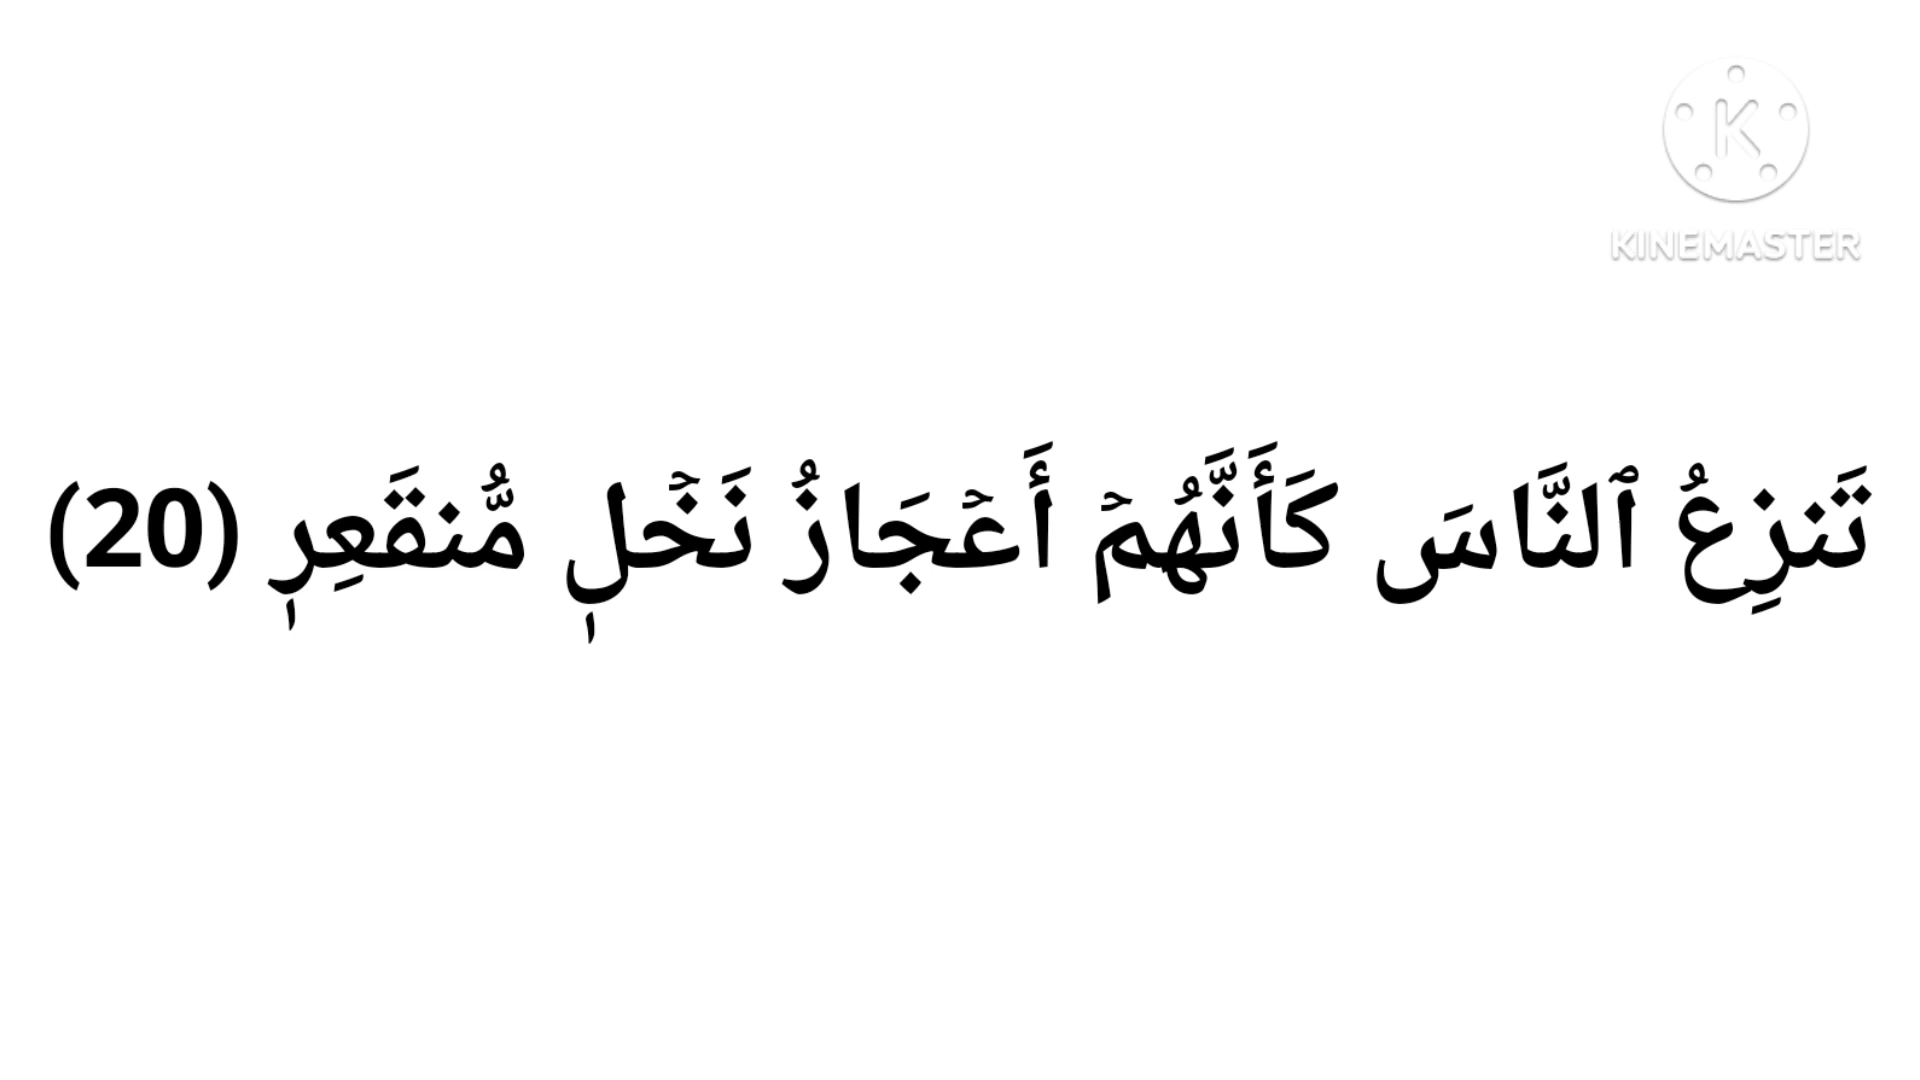 KINEMASTER
تَنزِعُ ٱلنَّاسَ كَأَنَّهُمۡ أَعۡجَازُ نَخۡلٖ مُّنقَعِرٖ (20)